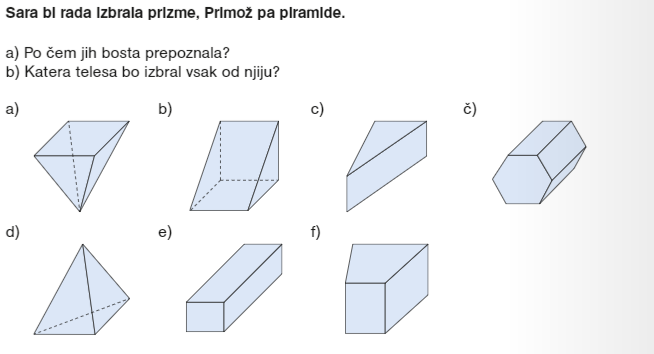 Sara bi rada izbrala prizme, Primož pa piramide.
a) Po čem jih bosta prepoznala?
b) Katera telesa bo izbral vsak od njiju?
a) b) c) č)
d) e) f)